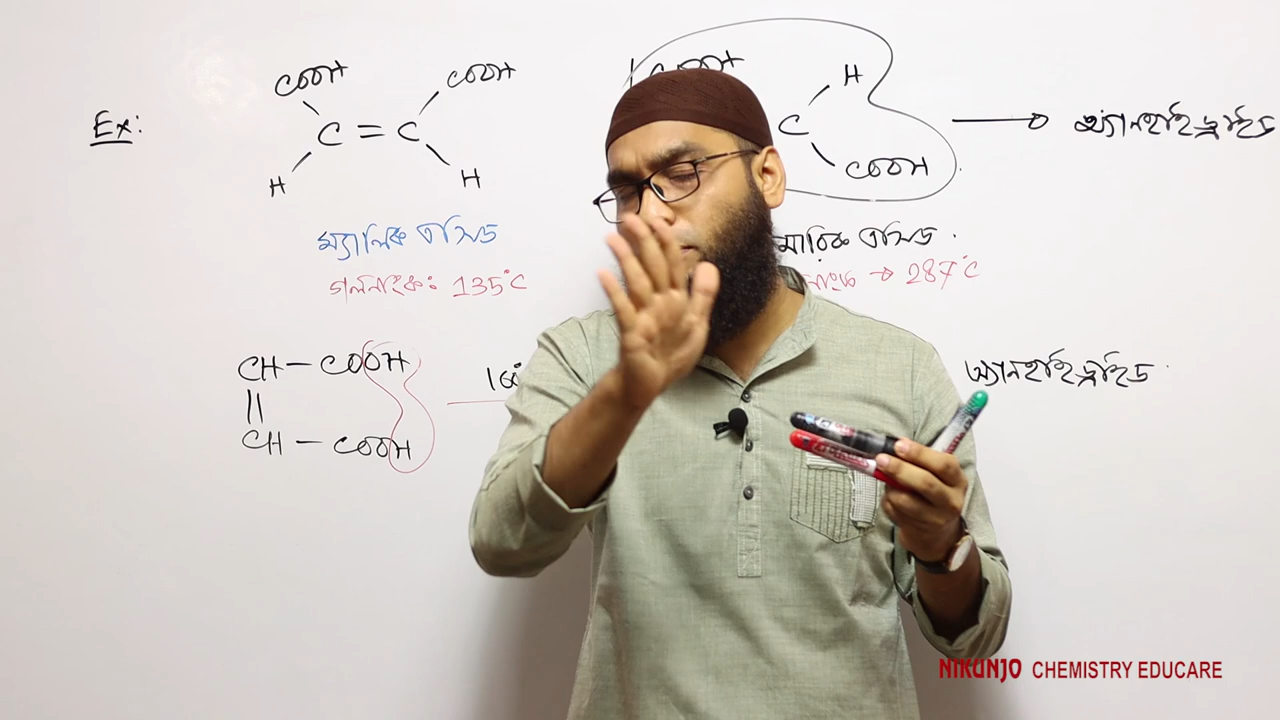 Ex:
COOH COOH
C = C
H H
ম্যালিক এসিড
গলনাংক: 135°C
H
C
COOH
অ্যানহাইড্রাইড
মারিক এসিড .
287°C
CH - COOH
||
CH - COOH
অ্যানহাইড্রাইড .
NIKUNJO CHEMISTRY EDUCARE